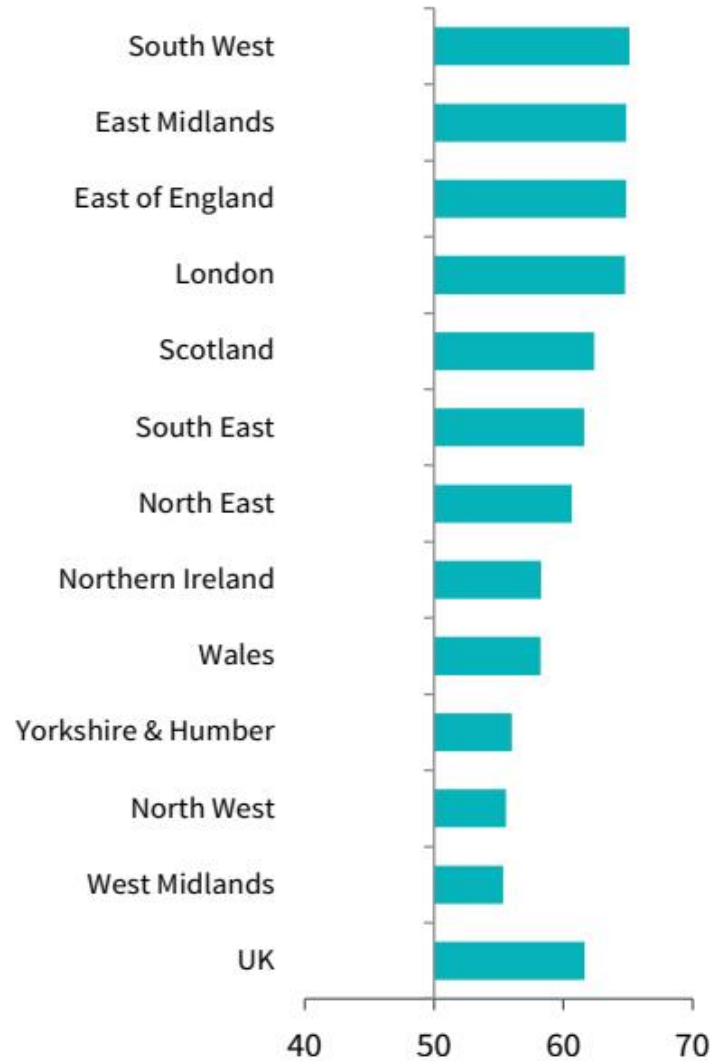 South West
East Midlands
East of England
London
Scotland
South East
North East
Northern Ireland
Wales
Yorkshire & Humber
North West
West Midlands
UK
40 50 60 70